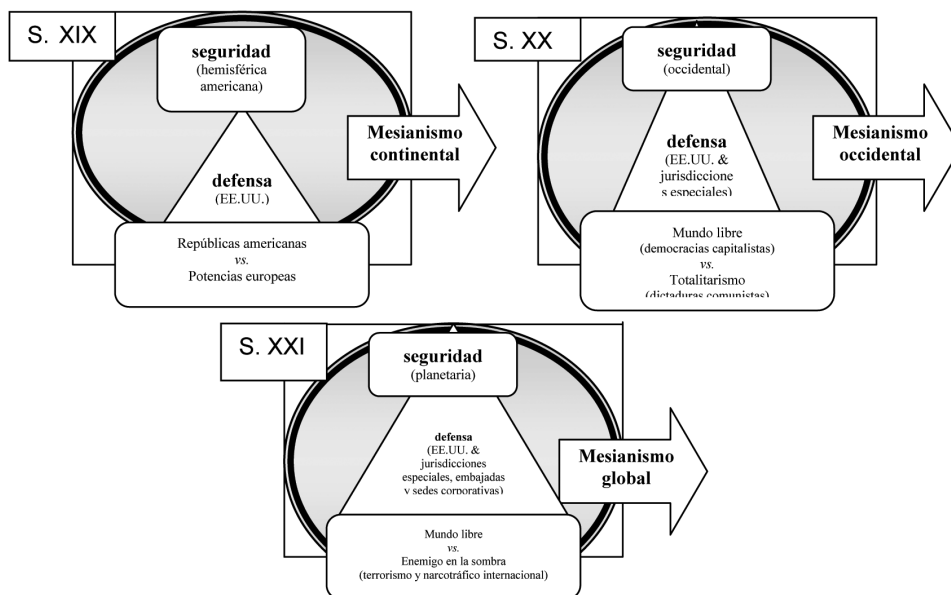 S. XIX
seguridad
(hemisférica
americana)
defensa
(EE.UU.)
Repúblicas americanas
vs.
Potencias europeas
Mesianismo
continental
S. XX
seguridad
(occidental)
defensa
(EE.UU. &
jurisdiccione
s especiales)
Mundo libre
(democracias capitalistas)
vs.
Totalitarismo
(dictaduras comunistas)
Mesianismo
occidental
S. XXI
seguridad
(planetaria)
defensa
(EE.UU. &
jurisdicciones
especiales, embajadas
y sedes corporativas)
Mundo libre
vs.
Enemigo en la sombra
(terrorismo y narcotráfico internacional)
Mesianismo
global